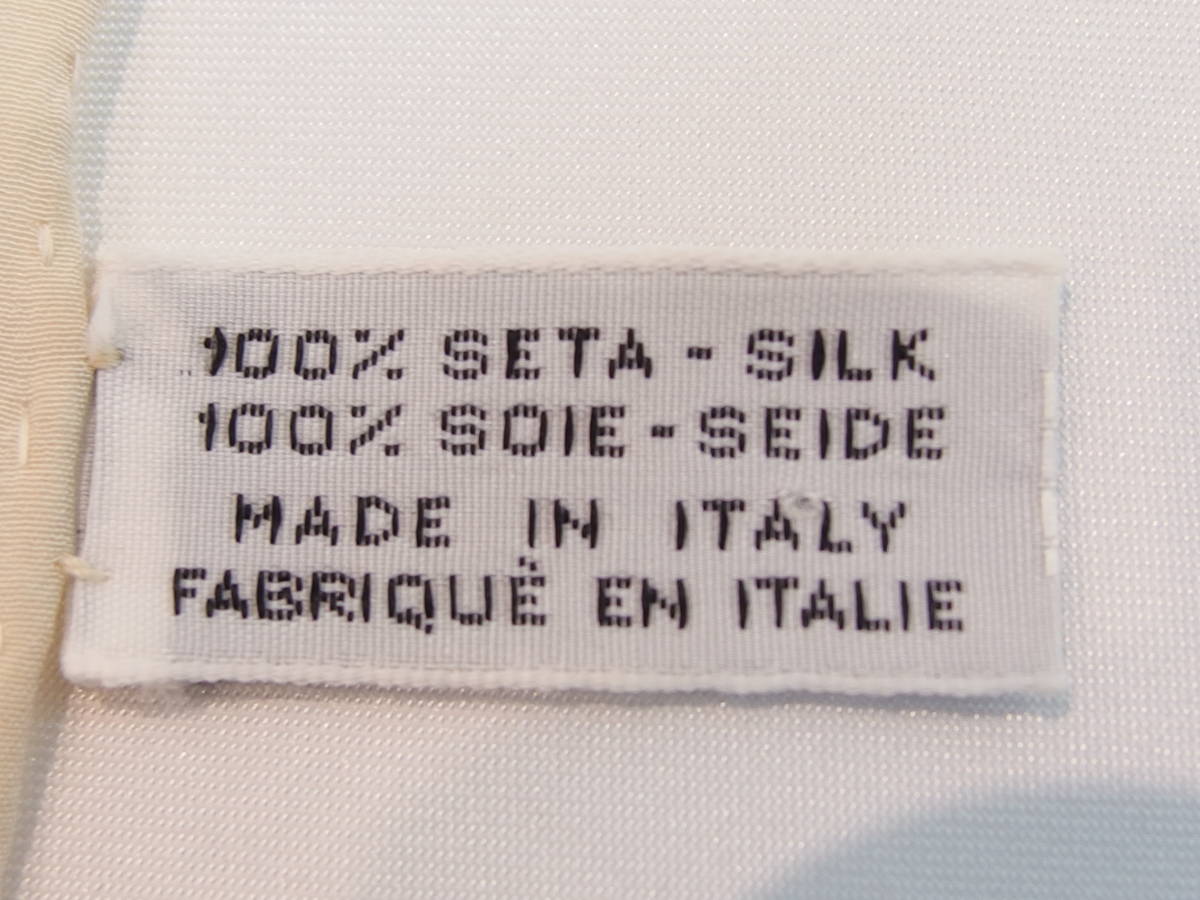 100% SETA - SILK
100% SOIE - SEIDE
MADE IN ITALY
FABRIQUÉ EN ITALIE